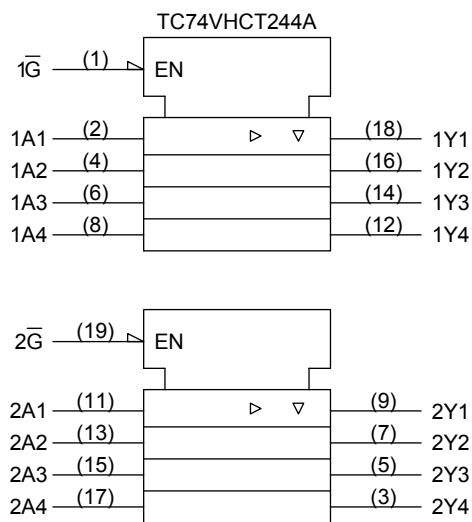 TC74VHCT244A
1G̅ (1) EN
1A1 (2) (18) 1Y1
1A2 (4) (16) 1Y2
1A3 (6) (14) 1Y3
1A4 (8) (12) 1Y4
2G̅ (19) EN
2A1 (11) (9) 2Y1
2A2 (13) (7) 2Y2
2A3 (15) (5) 2Y3
2A4 (17) (3) 2Y4